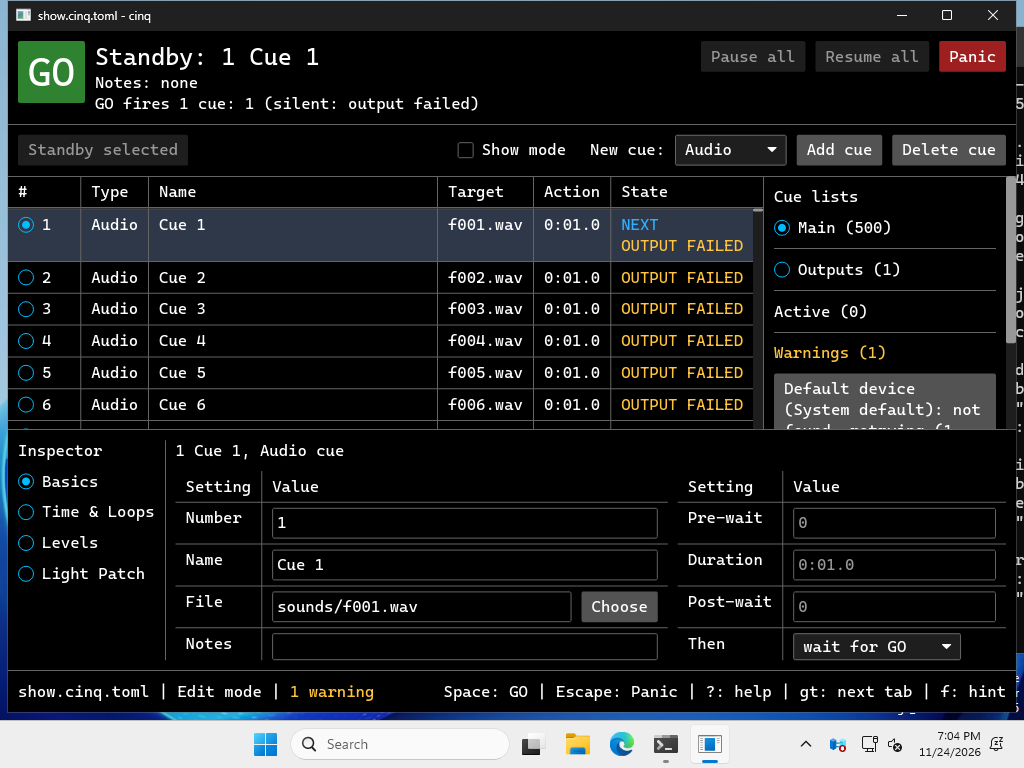 show.cinq.toml - cinq
GO
Standby: 1 Cue 1
Notes: none
GO fires 1 cue: 1 (silent: output failed)
Pause all
Resume all
Panic
Standby selected
Show mode
New cue:
Audio
Add cue
Delete cue
# Type Name Target Action State
1 Audio Cue 1 f001.wav 0:01.0 NEXT
OUTPUT FAILED
2 Audio Cue 2 f002.wav 0:01.0 OUTPUT FAILED
3 Audio Cue 3 f003.wav 0:01.0 OUTPUT FAILED
4 Audio Cue 4 f004.wav 0:01.0 OUTPUT FAILED
5 Audio Cue 5 f005.wav 0:01.0 OUTPUT FAILED
6 Audio Cue 6 f006.wav 0:01.0 OUTPUT FAILED
Cue lists
Main (500)
Outputs (1)
Active (0)
Warnings (1)
Default device
(System default): not
Inspector
Basics
Time & Loops
Levels
Light Patch
1 Cue 1, Audio cue
Setting Value
Number 1
Name Cue 1
File sounds/f001.wav Choose
Notes
Setting Value
Pre-wait 0
Duration 0:01.0
Post-wait 0
Then wait for GO
show.cinq.toml | Edit mode | 1 warning
Space: GO | Escape: Panic | ?: help | gt: next tab | f: hint
Search
7:04 PM
11/24/2026